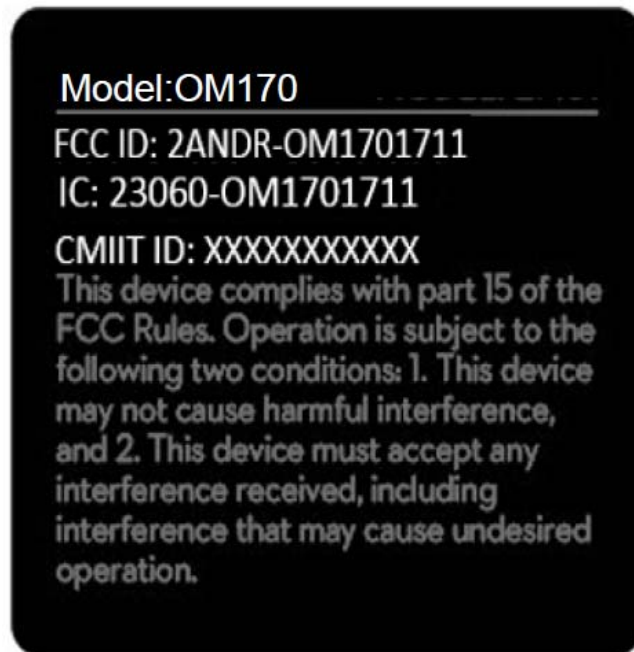 Model:OM170
FCC ID: 2ANDR-OM1701711
IC: 23060-OM1701711
CMIIT ID: XXXXXXXXXXX
This device complies with part 15 of the
FCC Rules. Operation is subject to the
following two conditions: 1. This device
may not cause harmful interference,
and 2. This device must accept any
interference received, including
interference that may cause undesired
operation.